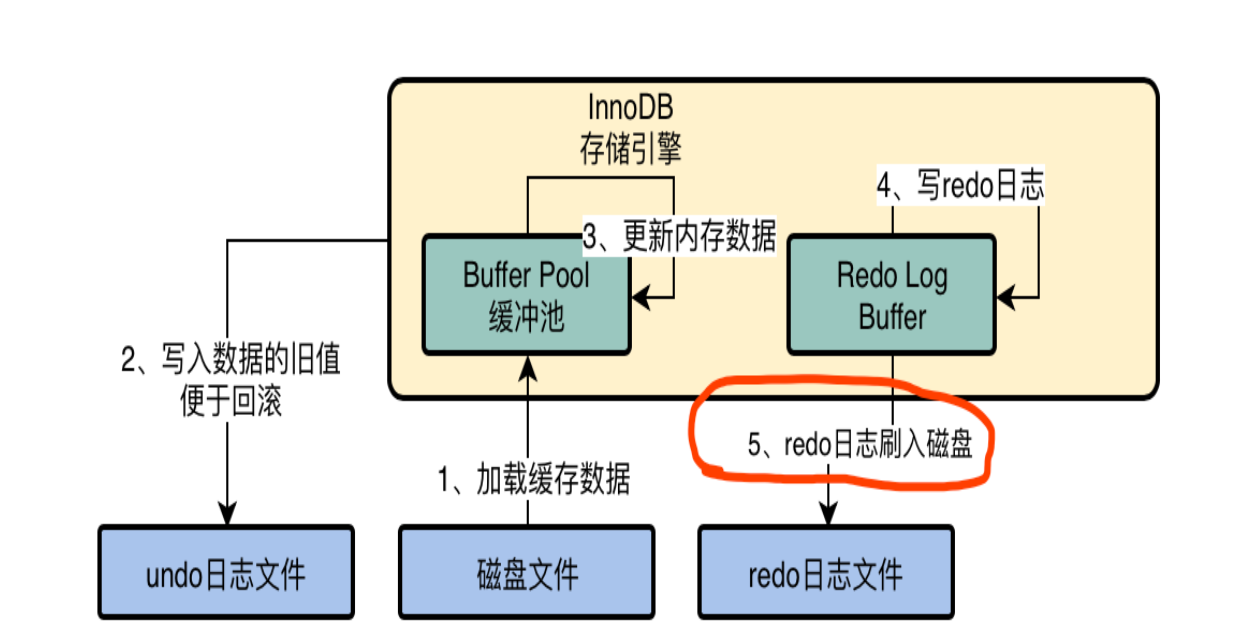 InnoDB
存储引擎
4、写redo日志
3、更新内存数据
Buffer Pool
缓冲池
Redo Log
Buffer
2、写入数据的旧值
便于回滚
5、redo日志刷入磁盘
1、加载缓存数据
undo日志文件
磁盘文件
redo日志文件